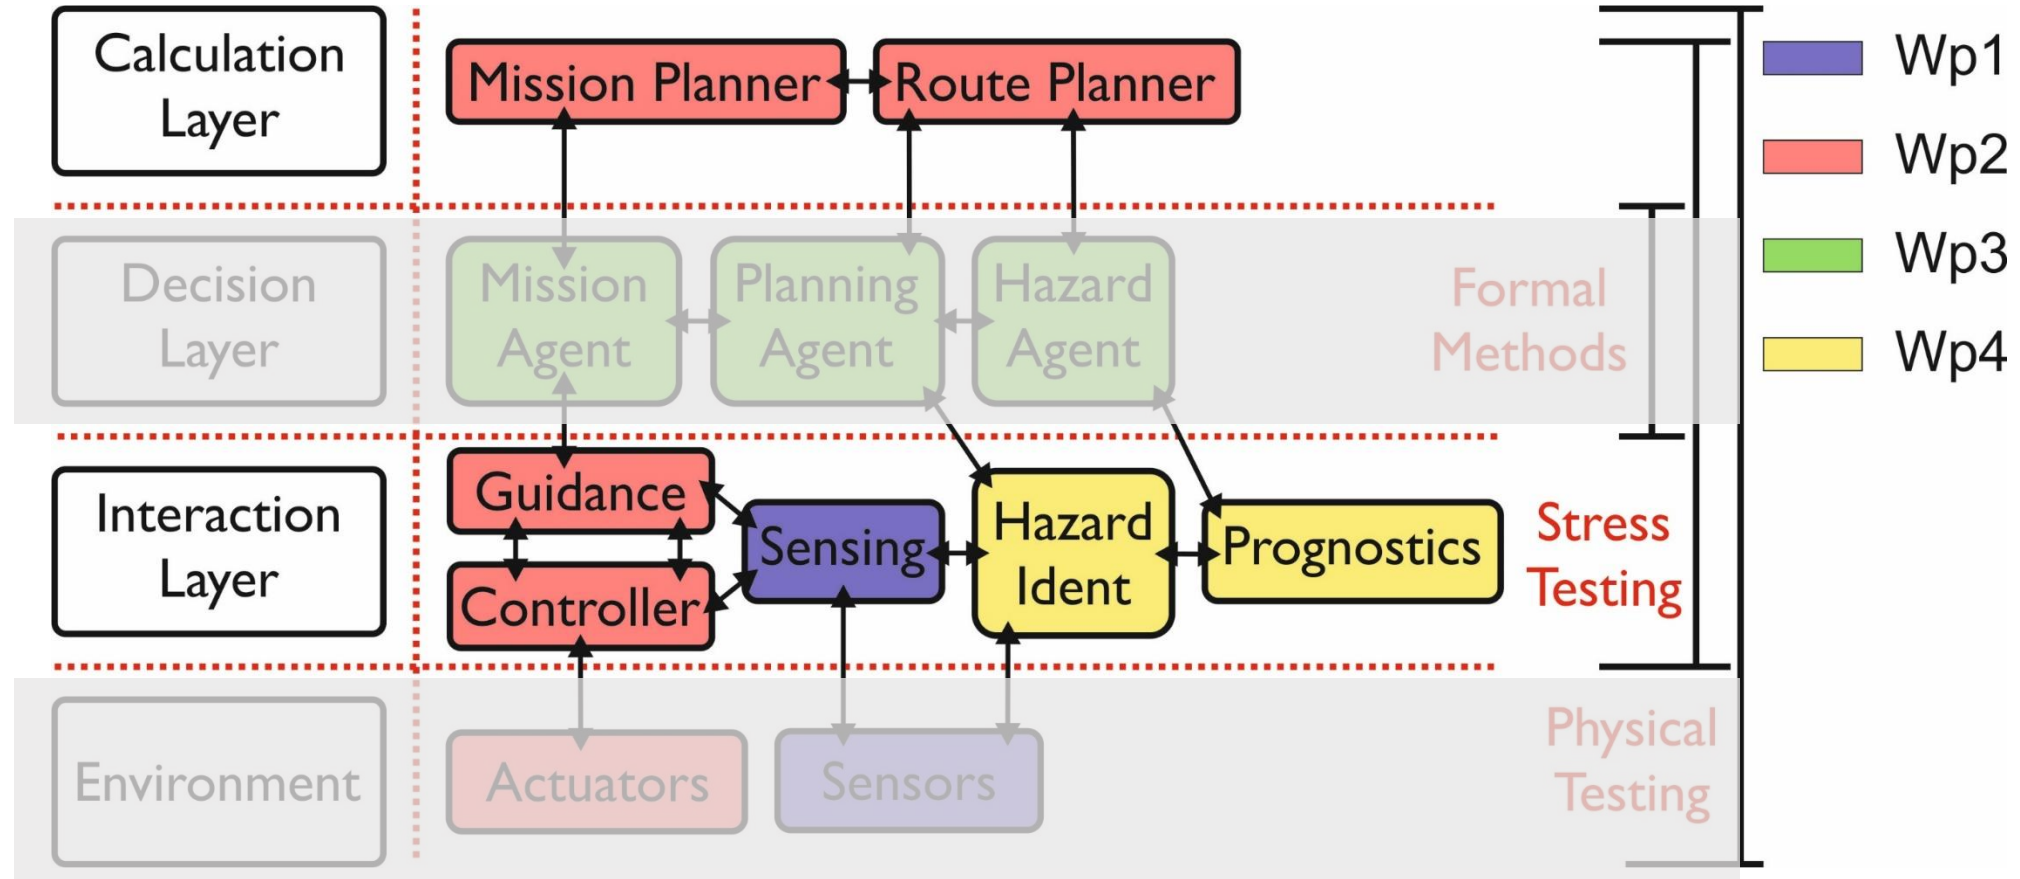 Calculation
Layer
Mission Planner
Route Planner
Wp1
Wp2
Wp3
Wp4
Decision
Layer
Mission
Agent
Planning
Agent
Hazard
Agent
Formal
Methods
Interaction
Layer
Guidance
Controller
Sensing
Hazard
Ident
Prognostics
Stress
Testing
Environment
Actuators
Sensors
Physical
Testing